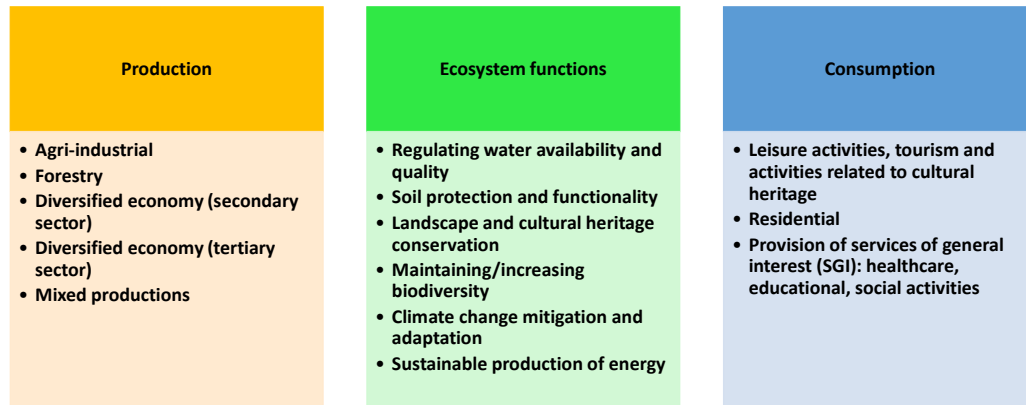 Production
• Agri-industrial
• Forestry
• Diversified economy (secondary
sector)
• Diversified economy (tertiary
sector)
• Mixed productions
Ecosystem functions
• Regulating water availability and
quality
• Soil protection and functionality
• Landscape and cultural heritage
conservation
• Maintaining/increasing
biodiversity
• Climate change mitigation and
adaptation
• Sustainable production of energy
Consumption
• Leisure activities, tourism and
activities related to cultural
heritage
• Residential
• Provision of services of general
interest (SGI): healthcare,
educational, social activities